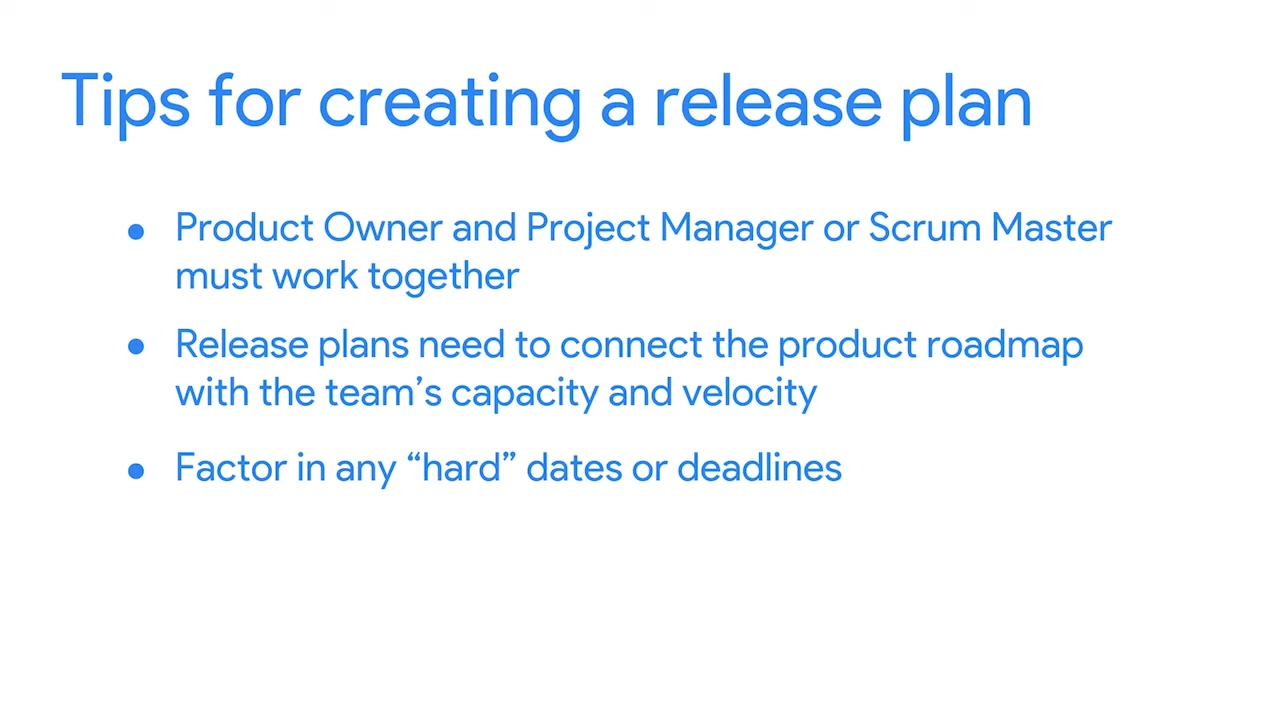 Tips for creating a release plan
● Product Owner and Project Manager or Scrum Master
must work together
● Release plans need to connect the product roadmap
with the team’s capacity and velocity
● Factor in any “hard” dates or deadlines